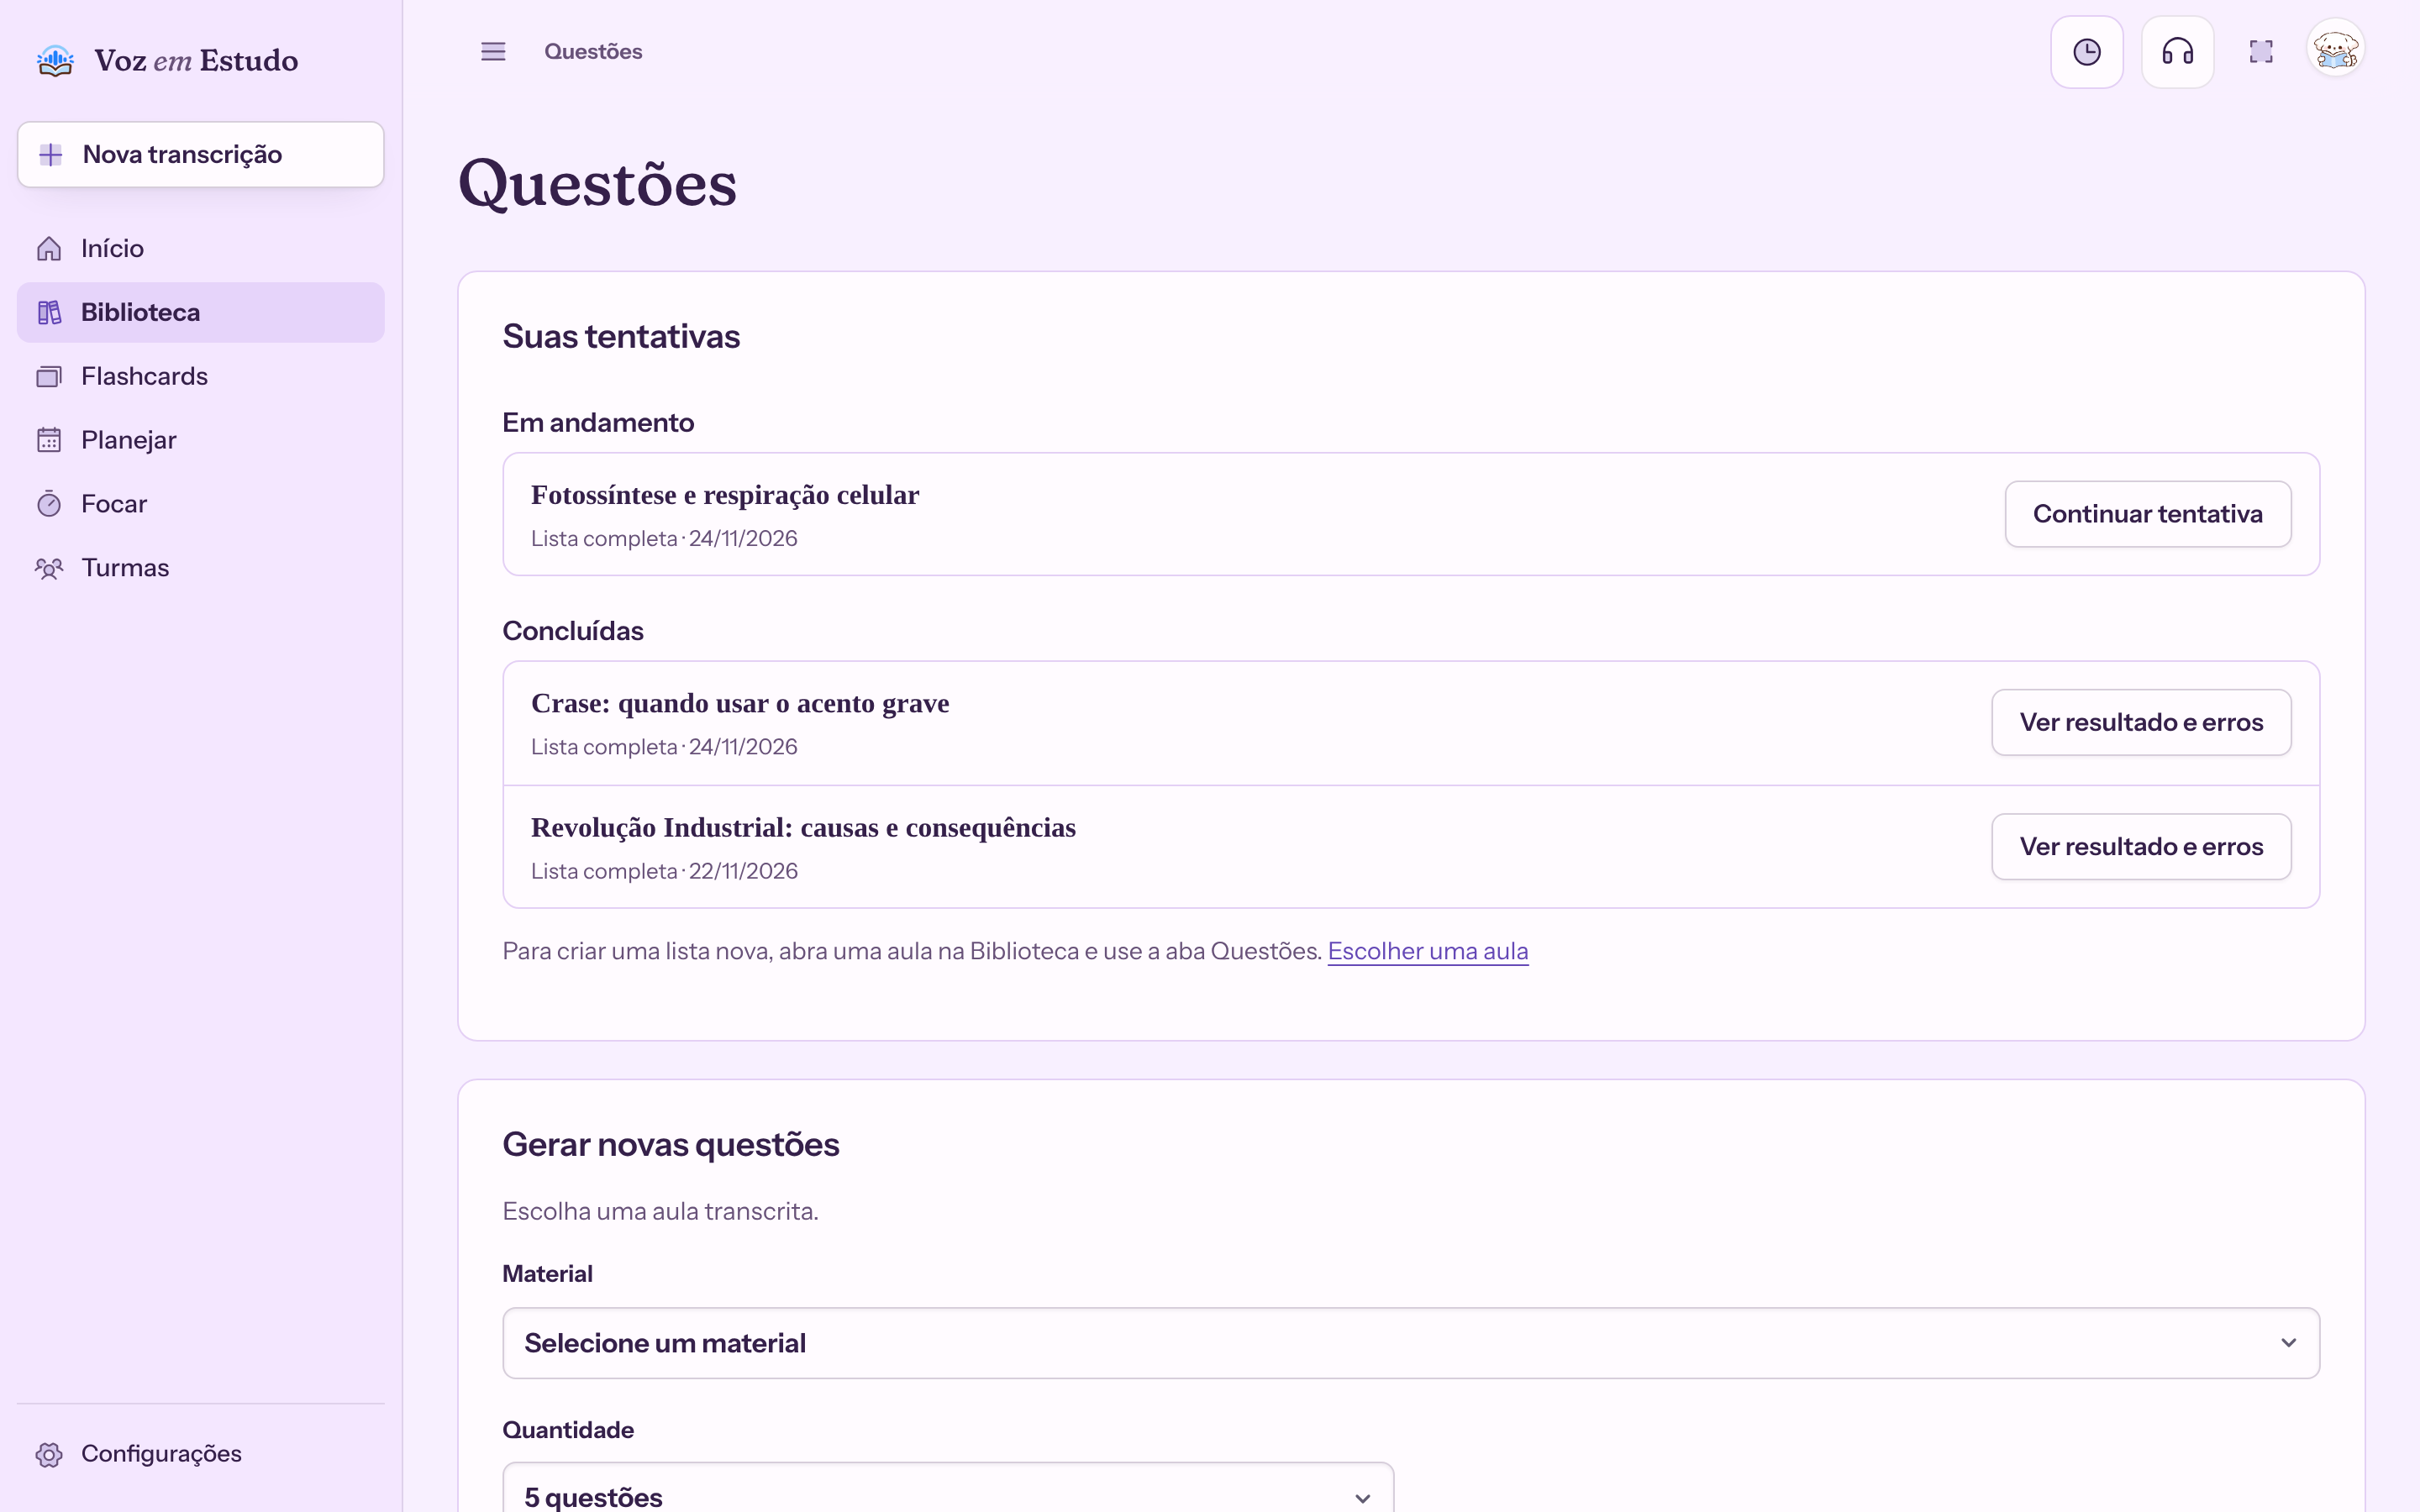 Voz em Estudo
Nova transcrição
Início
Biblioteca
Flashcards
Planejar
Focar
Turmas
Configurações
Questões
Questões
Suas tentativas
Em andamento
Fotossíntese e respiração celular
Lista completa · 24/11/2026
Continuar tentativa
Concluídas
Crase: quando usar o acento grave
Lista completa · 24/11/2026
Ver resultado e erros
Revolução Industrial: causas e consequências
Lista completa · 22/11/2026
Ver resultado e erros
Para criar uma lista nova, abra uma aula na Biblioteca e use a aba Questões. Escolher uma aula
Gerar novas questões
Escolha uma aula transcrita.
Material
Selecione um material
Quantidade
5 questões